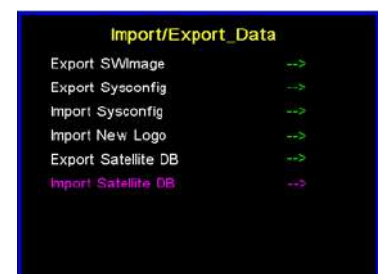 Import/Export_Data
Export SWImage -->
Export Sysconfig -->
Import Sysconfig -->
Import New Logo -->
Export Satellite DB -->
Import Satellite DB -->